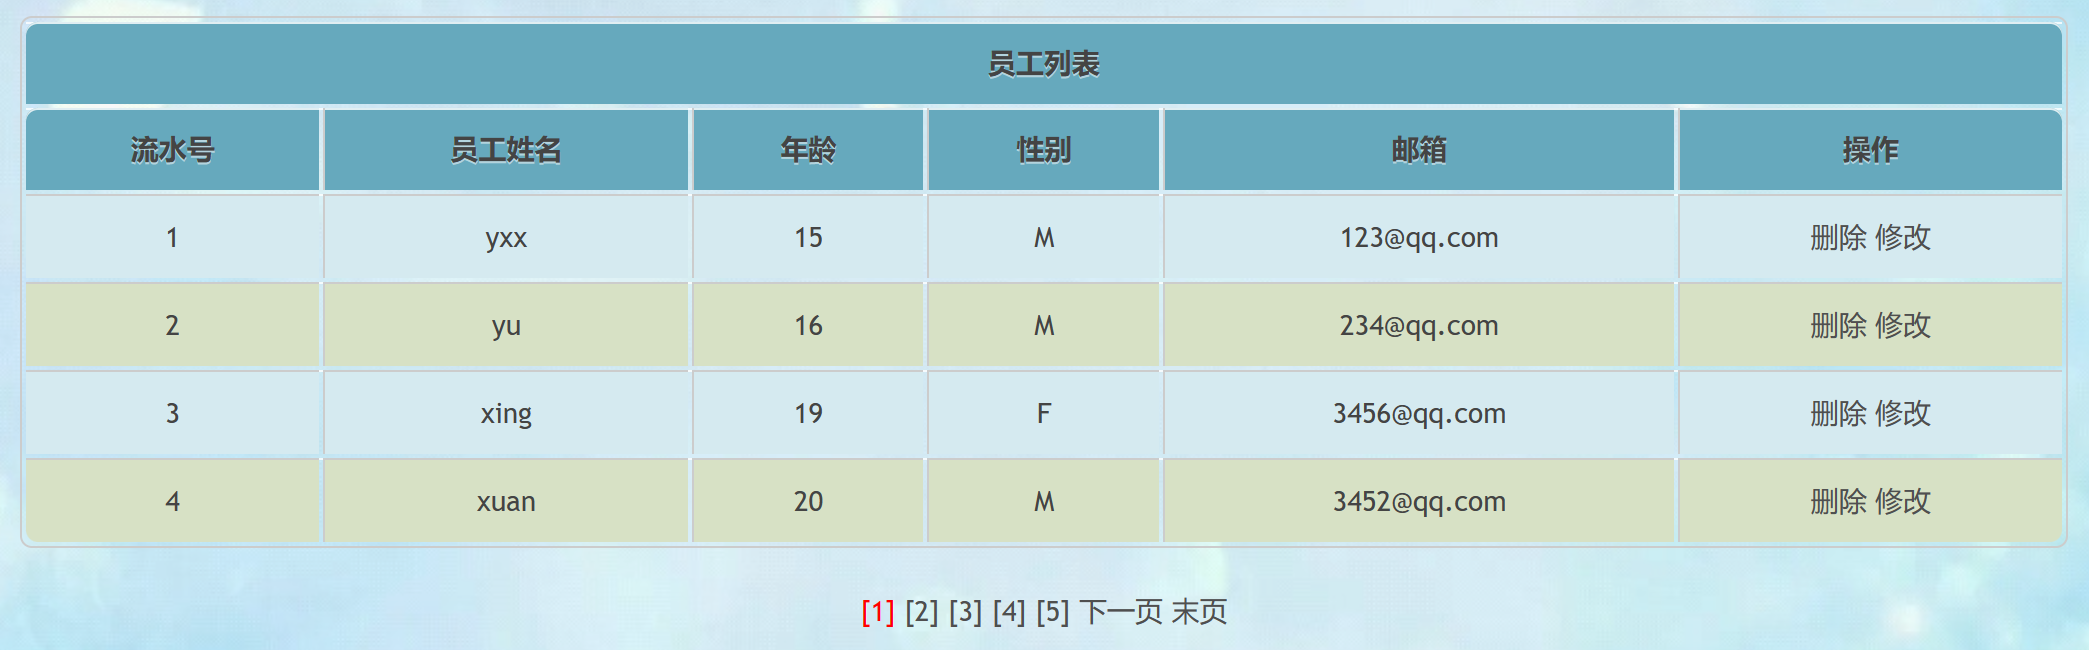 员工列表
流水号 员工姓名 年龄 性别 邮箱 操作
1 yxx 15 M 123@qq.com 删除 修改
2 yu 16 M 234@qq.com 删除 修改
3 xing 19 F 3456@qq.com 删除 修改
4 xuan 20 M 3452@qq.com 删除 修改
[1] [2] [3] [4] [5] 下一页 末页